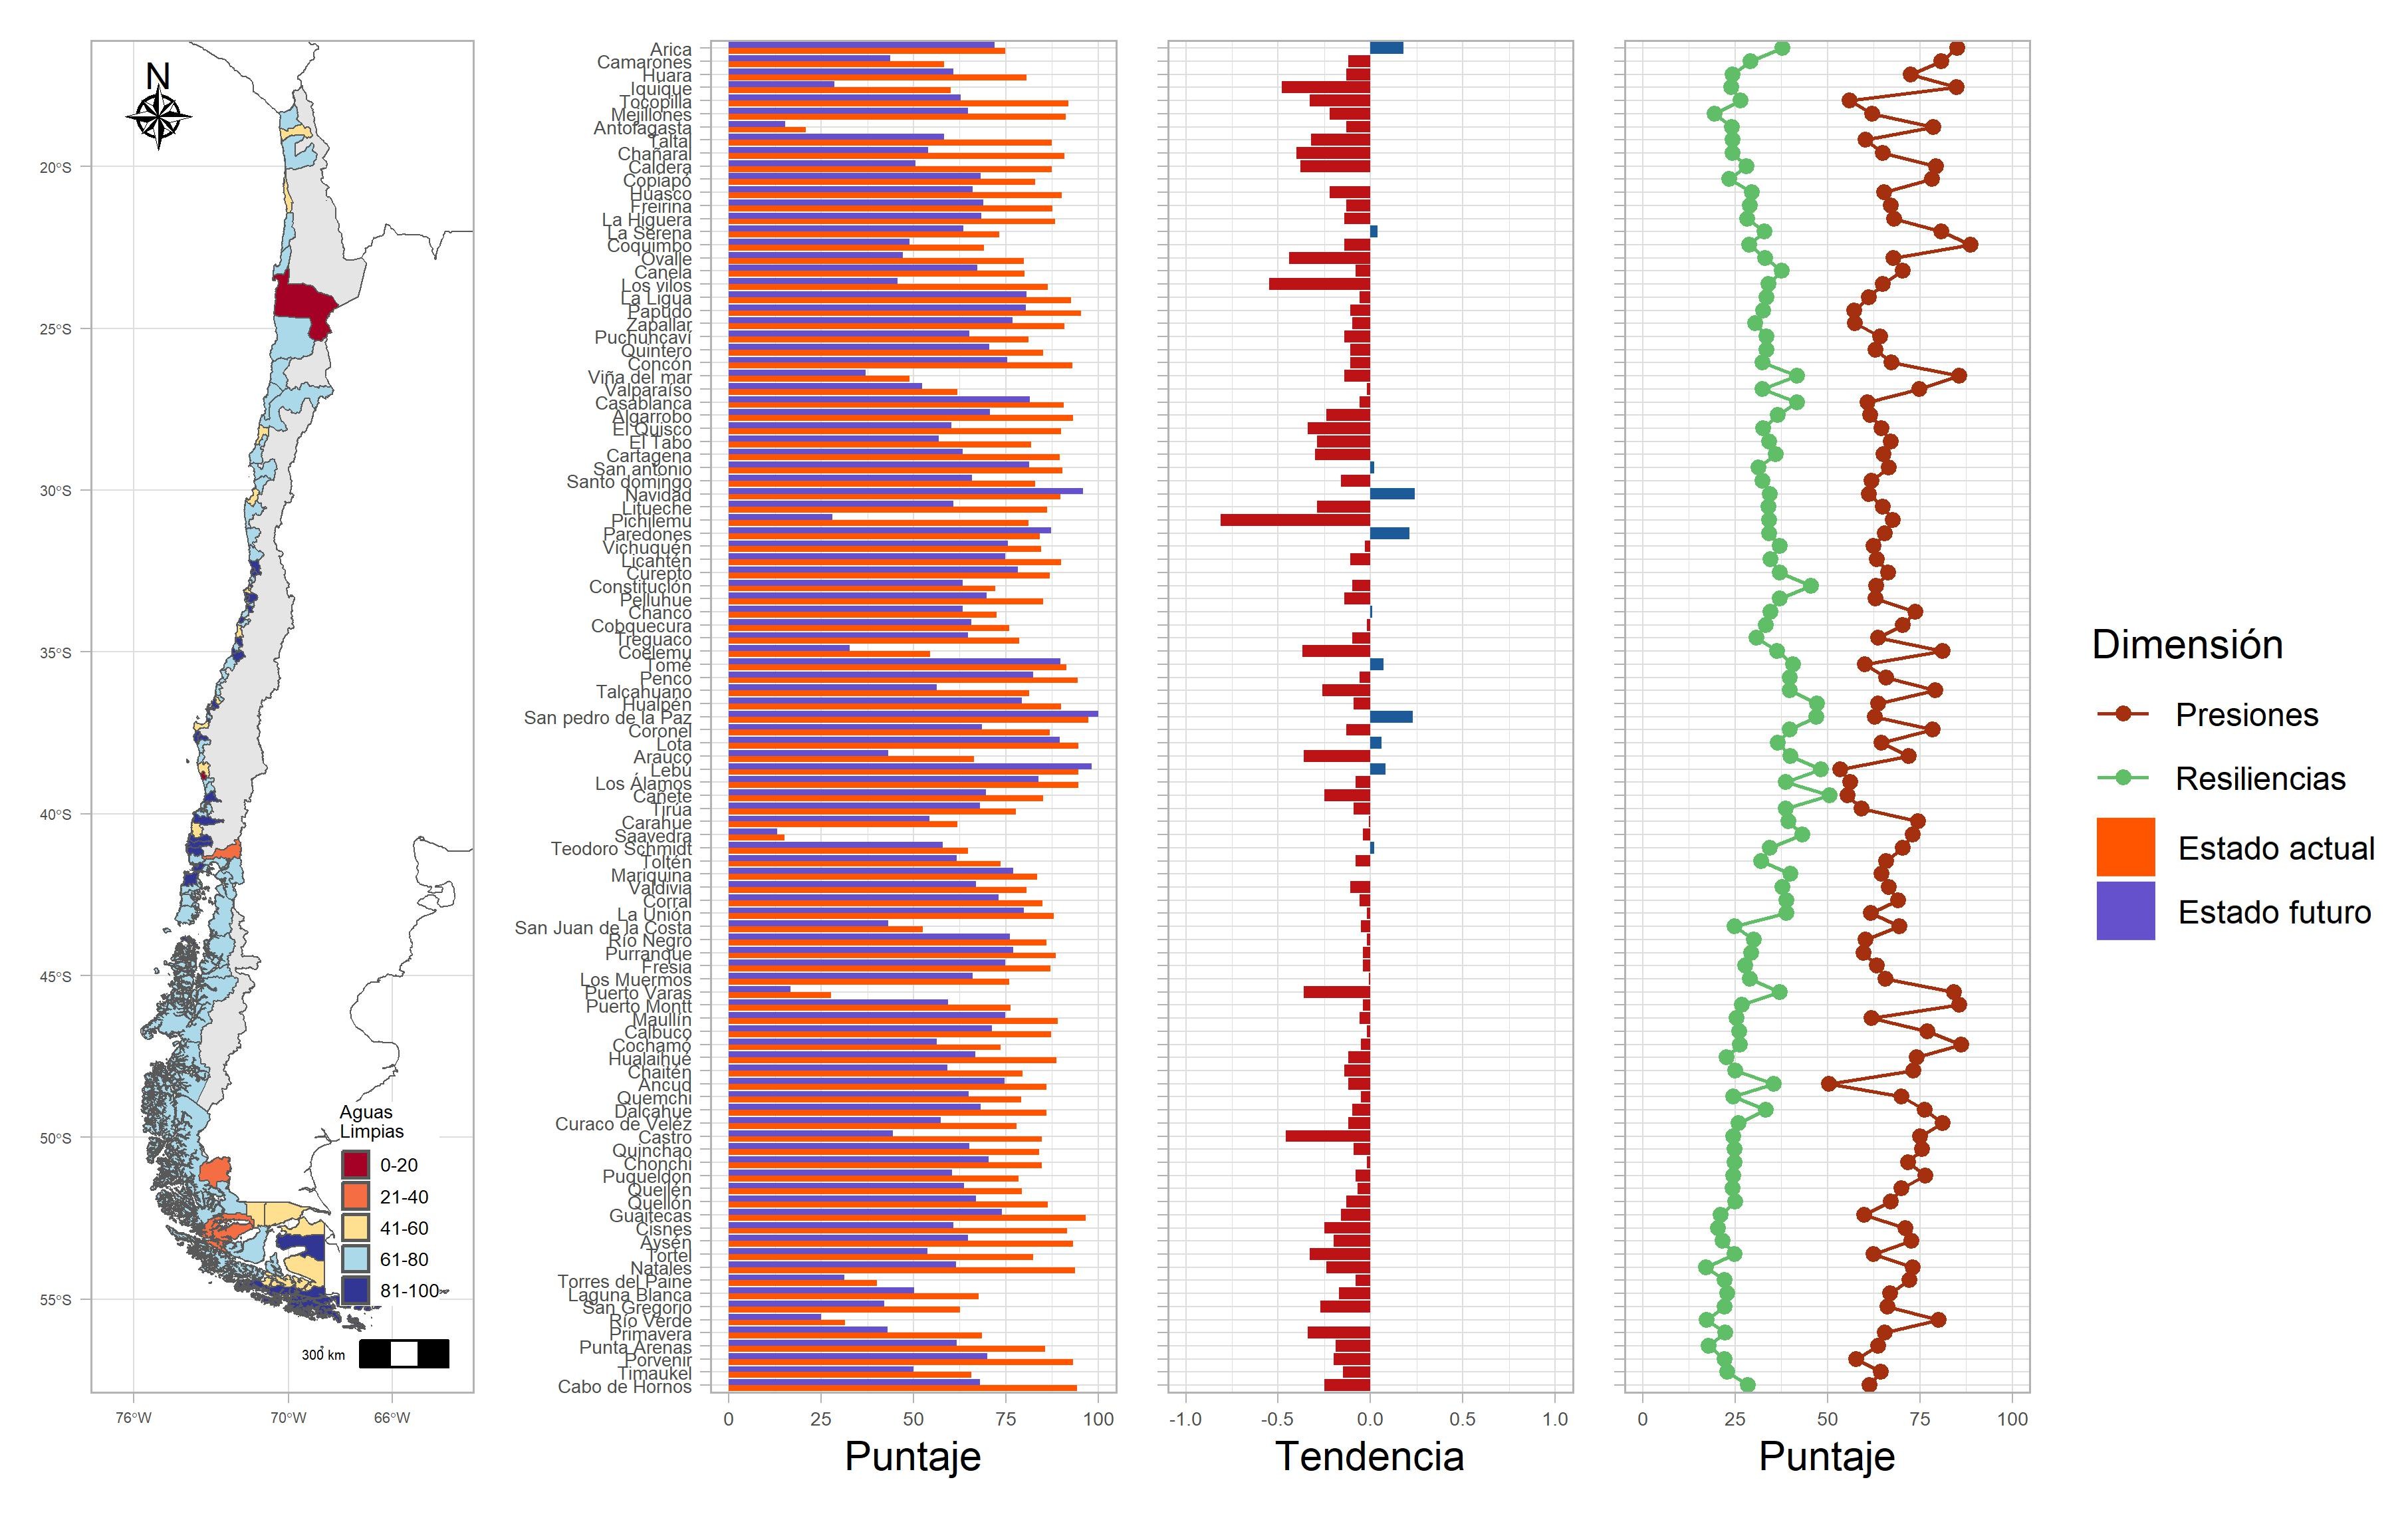 N
20°S
25°S
30°S
35°S
40°S
45°S
50°S
55°S
76°W
70°W
66°W
Aguas
Limpias
0-20
21-40
41-60
61-80
81-100
300 km
Arica
Camarones
Huara
Iquique
Tocopilla
Mejillones
Antofagasta
Taltal
Chañaral
Caldera
Copiapó
Huasco
Freirina
La Higuera
La Serena
Coquimbo
Ovalle
Canela
Los vilos
La Ligua
Papudo
Zapallar
Puchuncaví
Quintero
Concón
Viña del mar
Valparaíso
Casablanca
Algarrobo
El Quisco
El Tabo
Cartagena
San antonio
Santo domingo
Navidad
Litueche
Pichilemu
Paredones
Vichuquén
Licantén
Curepto
Constitución
Pelluhue
Chanco
Cobquecura
Treguaco
Coelemu
Tomé
Penco
Talcahuano
Hualpén
San pedro de la Paz
Coronel
Lota
Arauco
Lebu
Los Álamos
Cañete
Tirúa
Carahue
Saavedra
Teodoro Schmidt
Toltén
Mariquina
Valdivia
Corral
La Unión
San Juan de la Costa
Río Negro
Purranque
Fresia
Los Muermos
Puerto Varas
Puerto Montt
Maullín
Calbuco
Cochamó
Hualaihué
Chaitén
Ancud
Quemchi
Dalcahue
Curaco de Veléz
Castro
Quinchao
Chonchi
Puqueldon
Queilén
Quellón
Guaitecas
Cisnes
Aysén
Tortel
Natales
Torres del Paine
Laguna Blanca
San Gregorio
Río Verde
Primavera
Punta Arenas
Porvenir
Timaukel
Cabo de Hornos
0 25 50 75 100
Puntaje
-1.0 -0.5 0.0 0.5 1.0
Tendencia
0 25 50 75 100
Puntaje
Dimensión
Presiones
Resiliencias
Estado actual
Estado futuro